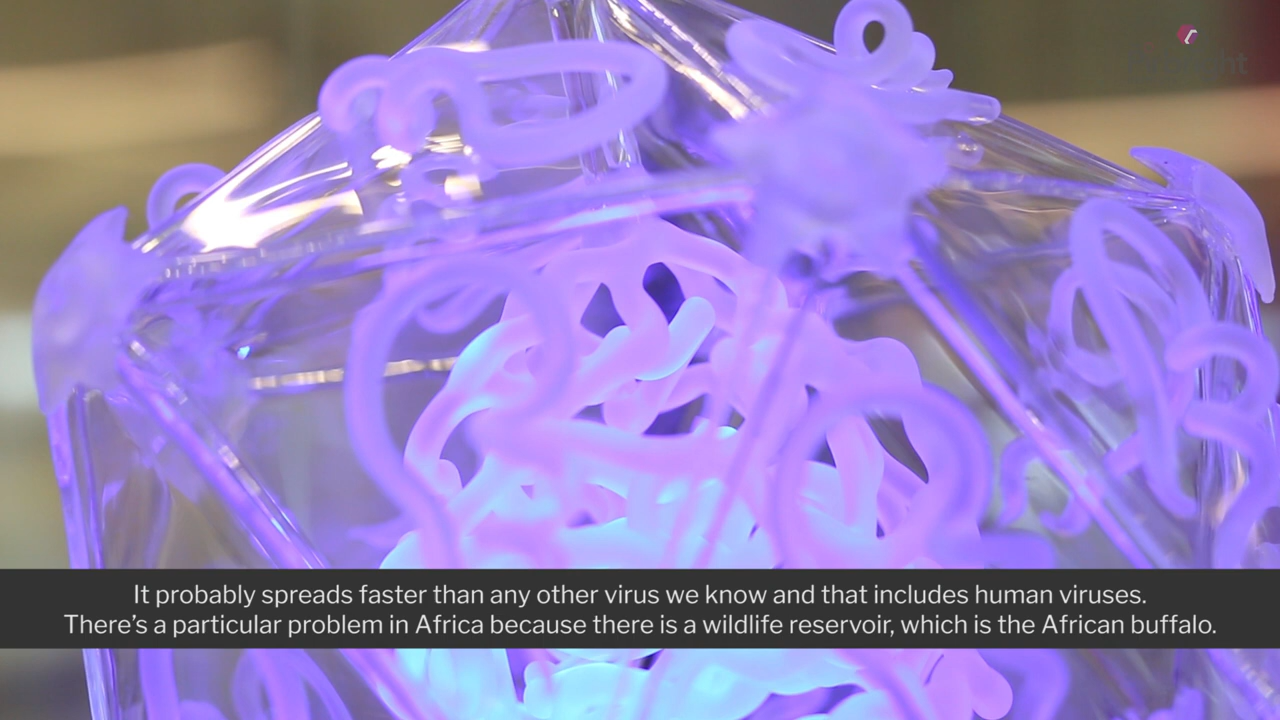 It probably spreads faster than any other virus we know and that includes human viruses.
There's a particular problem in Africa because there is a wildlife reservoir, which is the African buffalo.